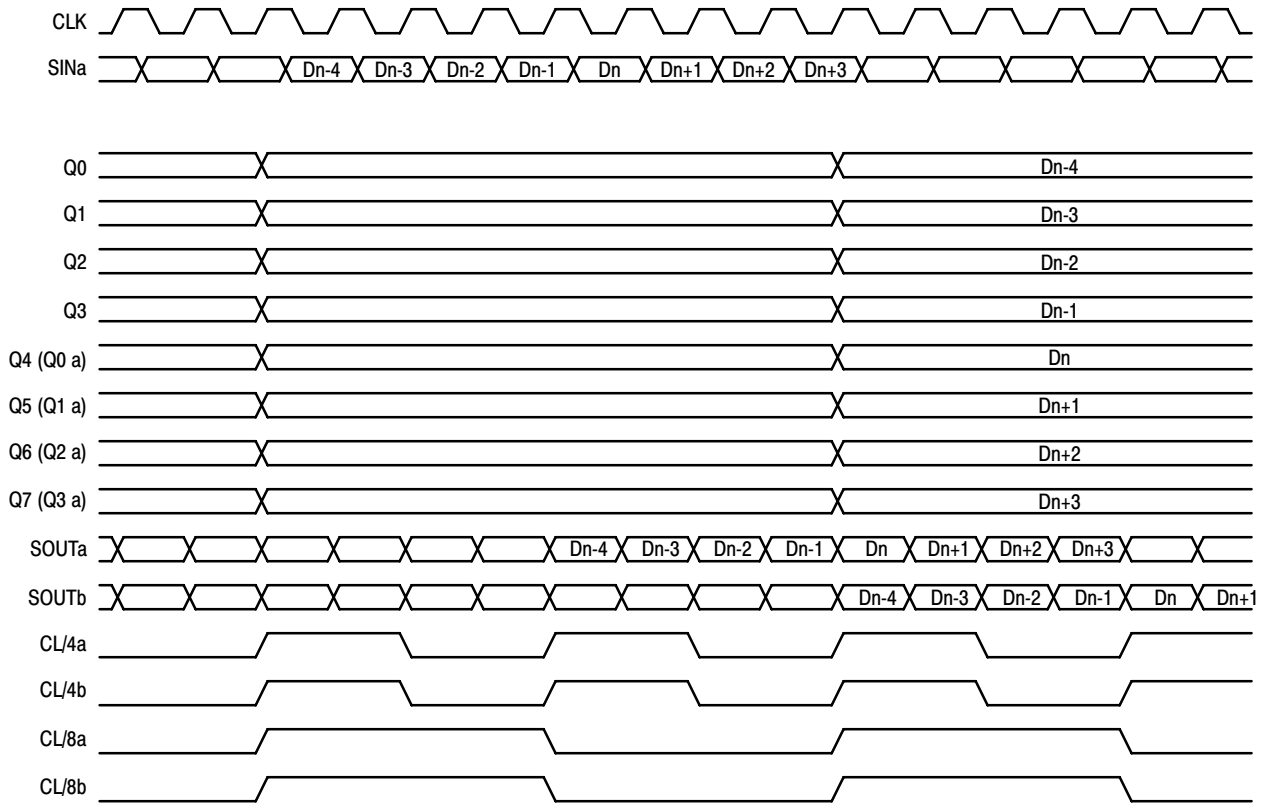 CLK
SINa Dn-4 Dn-3 Dn-2 Dn-1 Dn Dn+1 Dn+2 Dn+3
Q0 Dn-4
Q1 Dn-3
Q2 Dn-2
Q3 Dn-1
Q4 (Q0 a) Dn
Q5 (Q1 a) Dn+1
Q6 (Q2 a) Dn+2
Q7 (Q3 a) Dn+3
SOUTa Dn-4 Dn-3 Dn-2 Dn-1 Dn Dn+1 Dn+2 Dn+3
SOUTb Dn-4 Dn-3 Dn-2 Dn-1 Dn Dn+1
CL/4a
CL/4b
CL/8a
CL/8b